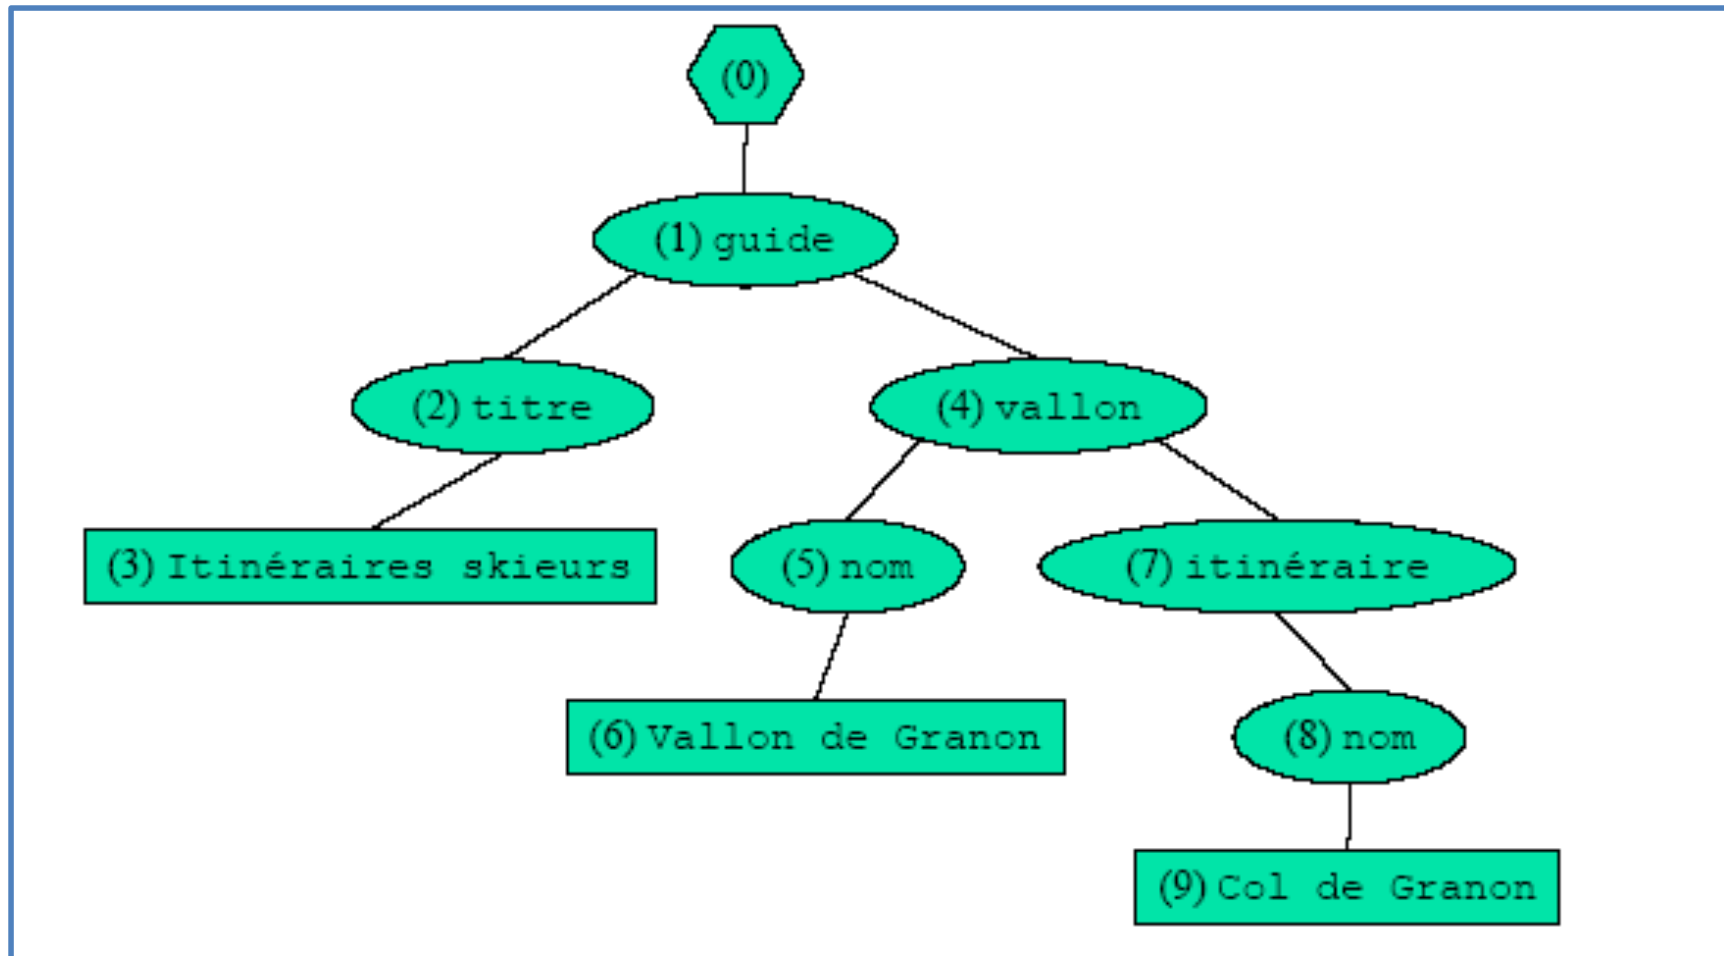 (0)
(1) guide
(2) titre
(4) vallon
(3) Itinéraires skieurs
(5) nom
(7) itinéraire
(6) Vallon de Granon
(8) nom
(9) Col de Granon